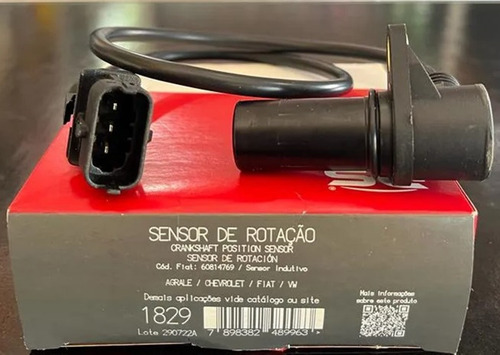 SENSOR DE ROTAÇÃO
CRANKSHAFT POSITION SENSOR
SENSOR DE ROTACIÓN
Cód. Fiat: 60814769 / Sensor Indutivo
AGRALE / CHEVROLET / FIAT / VW
Demais aplicações vide catálogo ou site
Mais informações
sobre este produto
1829
Lote 290722A
7 898382 489963